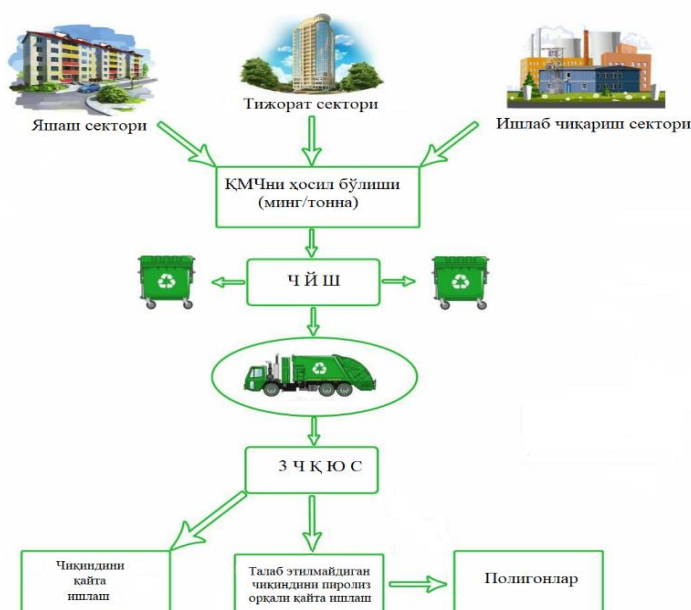 Яшаш сектори
Тижорат сектори
Ишлаб чиқариш сектори
ҚМЧни ҳосил бўлиши
(минг/тонна)
Ч Й Ш
3 Ч Қ Ю С
Чиқиндини
қайта
ишлаш
Талаб этилмайдиган
чиқиндини пиролиз
орқали қайта ишлаш
Полигонлар